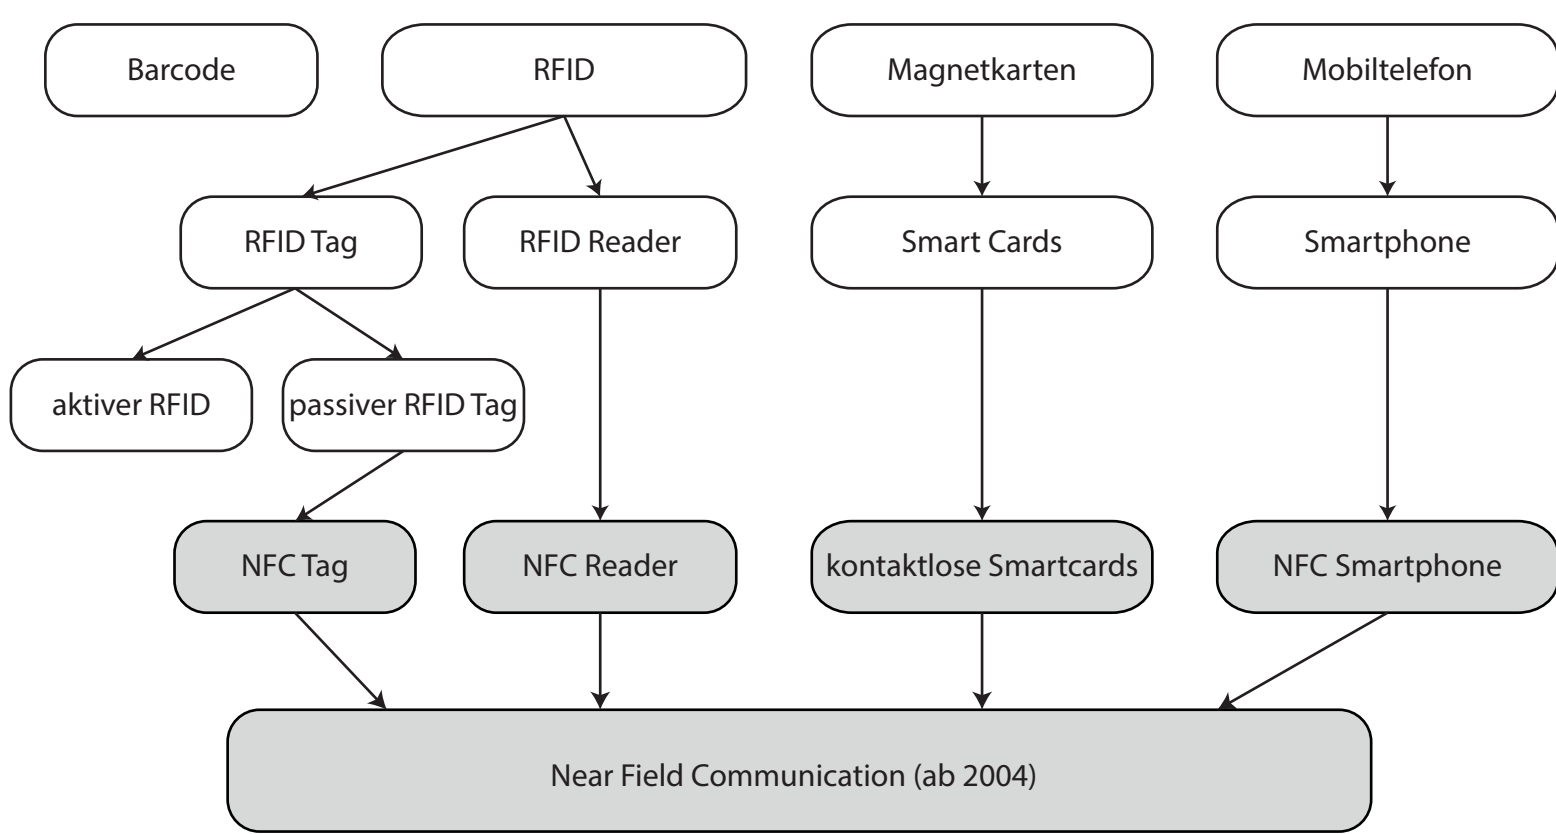 Barcode
RFID
Magnetkarten
Mobiltelefon
RFID Tag
RFID Reader
Smart Cards
Smartphone
aktiver RFID
passiver RFID Tag
NFC Tag
NFC Reader
kontaktlose Smartcards
NFC Smartphone
Near Field Communication (ab 2004)